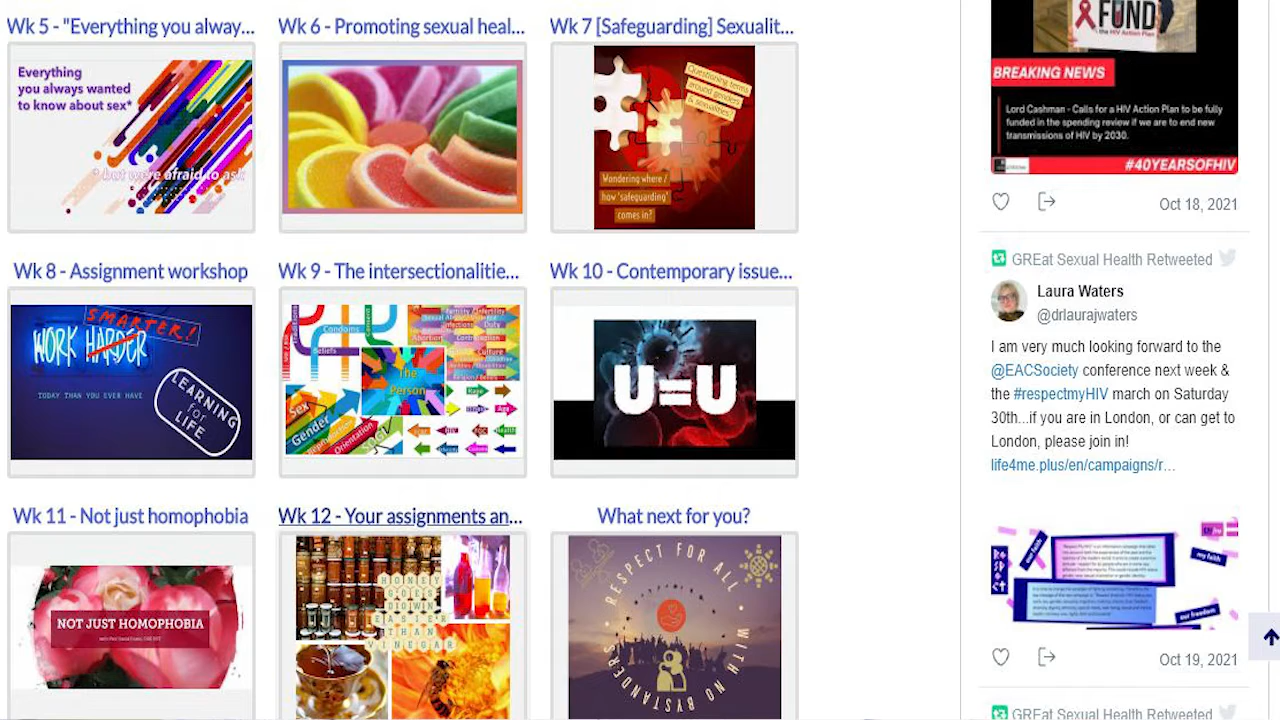 Wk 5 - "Everything you alway...
Wk 6 - Promoting sexual heal...
Wk 7 [Safeguarding] Sexualit...
Everything
you always wanted
to know about sex*
* but were afraid to ask
Questioning terms
around genders
& sexualities?
Wondering where /
how 'safeguarding'
comes in?
Wk 8 - Assignment workshop
Wk 9 - The intersectionalitie...
Wk 10 - Contemporary issue...
SMARTER!
WORK HARDER
TODAY THAN YOU EVER HAVE
LEARNING
for
LIFE
Condoms
Beliefs
The
Person
Sex
Gender
Orientation
Culture
Age
U=U
Wk 11 - Not just homophobia
Wk 12 - Your assignments an...
What next for you?
NOT JUST HOMOPHOBIA
HONEY
GOES
DOWN
EASIER
THAN
VINEGAR
RESPECT FOR ALL • WITH NO BYSTANDERS
FUND
the HIV Action Plan
BREAKING NEWS
Lord Cashman - Calls for a HIV Action Plan to be fully
funded in the spending review if we are to end new
transmissions of HIV by 2030.
#40YEARSOFHIV
Oct 18, 2021
GREat Sexual Health Retweeted
Laura Waters
@drlaurajwaters
I am very much looking forward to the
@EACSociety conference next week &
the #respectmyHIV march on Saturday
30th...if you are in London, or can get to
London, please join in!
life4me.plus/en/campaigns/r...
my faith
my freedom
Oct 19, 2021
GREat Sexual Health Retweeted